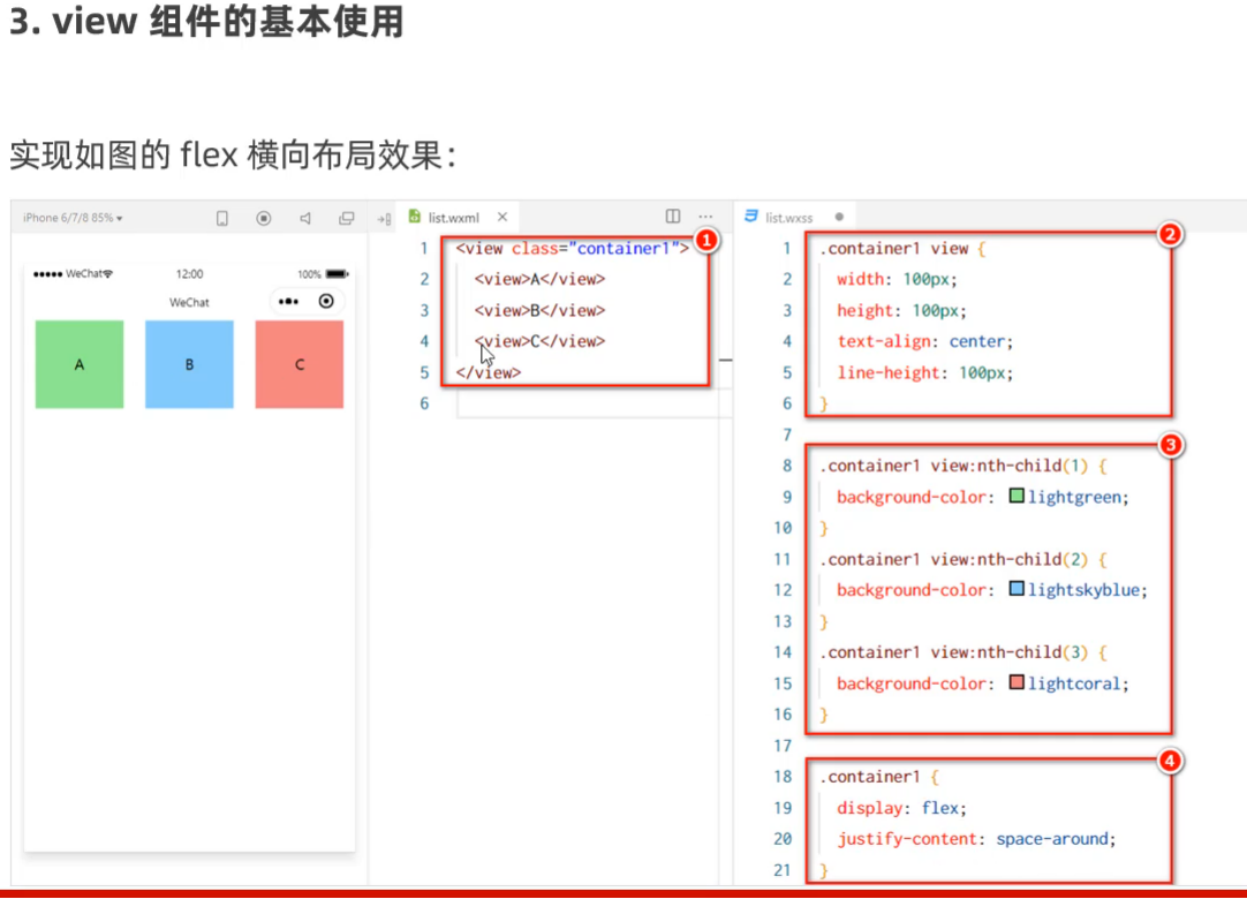 3. view 组件的基本使用
实现如图的 flex 横向布局效果：
iPhone 6/7/8 85%
list.wxml
list.wxss
WeChat
12:00
100%
WeChat
A
B
C
1
1 <view class="container1">
2 <view>A</view>
3 <view>B</view>
4 <view>C</view>
5 </view>
6
2
1 .container1 view {
2 width: 100px;
3 height: 100px;
4 text-align: center;
5 line-height: 100px;
6 }
7
3
8 .container1 view:nth-child(1) {
9 background-color: lightgreen;
10 }
11 .container1 view:nth-child(2) {
12 background-color: lightskyblue;
13 }
14 .container1 view:nth-child(3) {
15 background-color: lightcoral;
16 }
17
4
18 .container1 {
19 display: flex;
20 justify-content: space-around;
21 }